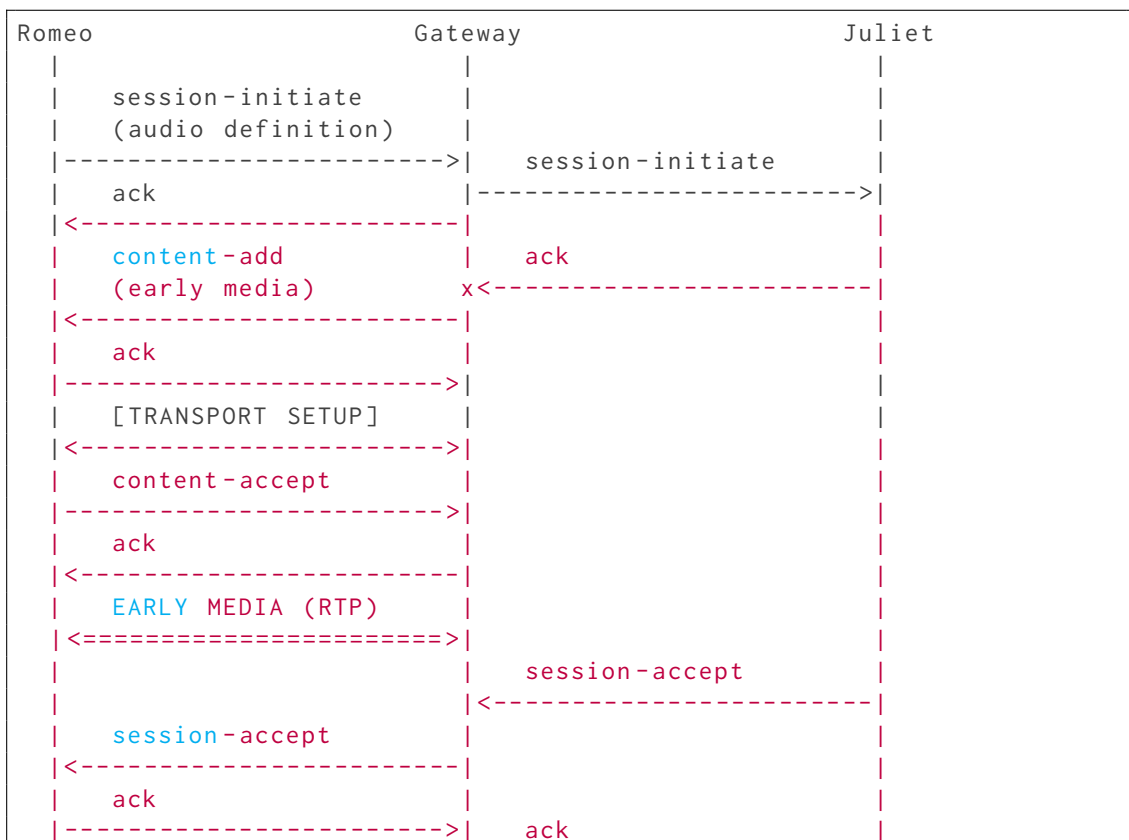 Romeo                    Gateway                    Juliet
  |                         |                          |
  |   session-initiate      |                          |
  |   (audio definition)    |                          |
  |------------------------>|   session-initiate       |
  |   ack                   |------------------------>|
  |<------------------------|                          |
  |   content-add           |   ack                    |
  |   (early media)         x<------------------------|
  |<------------------------|                          |
  |   ack                   |                          |
  |------------------------>|                          |
  |   [TRANSPORT SETUP]     |                          |
  |<----------------------->|                          |
  |   content-accept        |                          |
  |------------------------>|                          |
  |   ack                   |                          |
  |<------------------------|                          |
  |   EARLY MEDIA (RTP)     |                          |
  |<=======================>|                          |
  |                         |   session-accept         |
  |                         |<-------------------------|
  |   session-accept        |                          |
  |<------------------------|                          |
  |   ack                   |                          |
  |------------------------>|   ack                    |